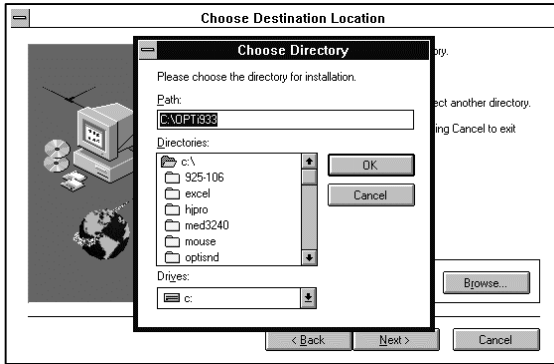 Choose Destination Location
Choose Directory
ory.
Please choose the directory for installation.
Path:
ect another directory.
C:\OPTi933
ing Cancel to exit
Directories:
c:\
OK
925-106
excel
Cancel
hjpro
med3240
mouse
optisnd
Drives:
Browse...
c:
< Back
Next >
Cancel